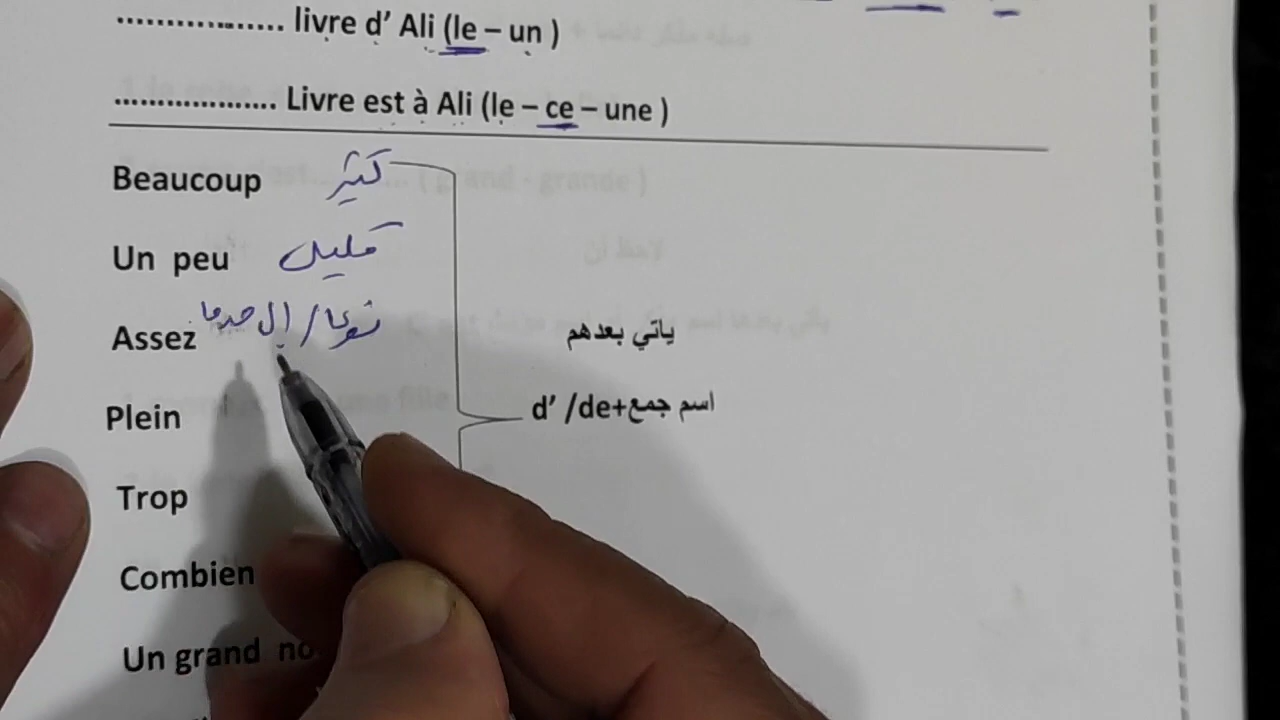 ................ livre d' Ali (le – un )
................... Livre est à Ali (le – ce – une )
Beaucoup كثير
Un peu قليل
Assez نوعا / إلى حد ما
Plein
Trop
Combien
Un grand no
يأتي بعدهم
d' /de+اسم جمع